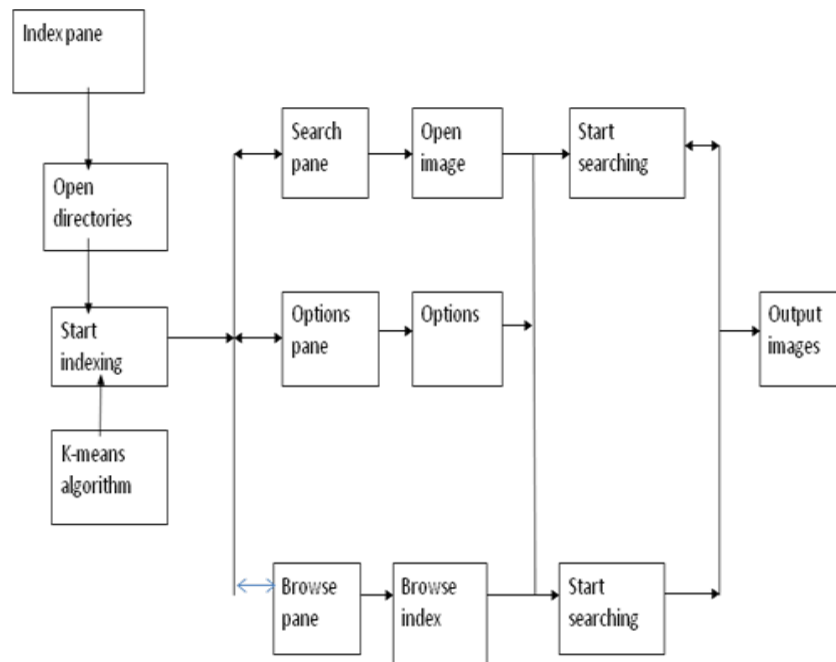 Index pane
Open
directories
Start
indexing
K-means
algorithm
Search
pane
Open
image
Start
searching
Options
pane
Options
Output
images
Browse
pane
Browse
index
Start
searching